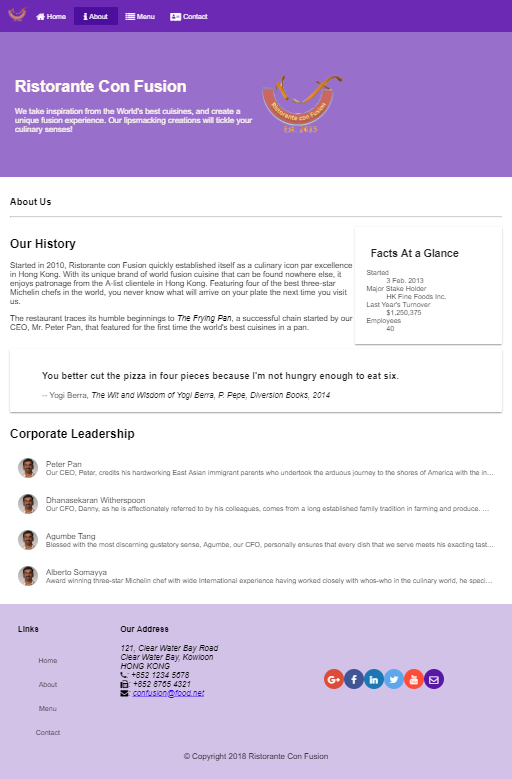 Home
About
Menu
Contact
Ristorante Con Fusion
We take inspiration from the World's best cuisines, and create a
unique fusion experience. Our lipsmacking creations will tickle your
culinary senses!
Ristorante con Fusion
Est. 2013
About Us
Our History
Started in 2010, Ristorante con Fusion quickly established itself as a culinary icon par excellence
in Hong Kong. With its unique brand of world fusion cuisine that can be found nowhere else, it
enjoys patronage from the A-list clientele in Hong Kong. Featuring four of the best three-star
Michelin chefs in the world, you never know what will arrive on your plate the next time you visit
us.
The restaurant traces its humble beginnings to The Frying Pan, a successful chain started by our
CEO, Mr. Peter Pan, that featured for the first time the world's best cuisines in a pan.
Facts At a Glance
Started
3 Feb. 2013
Major Stake Holder
HK Fine Foods Inc.
Last Year's Turnover
$1,250,375
Employees
40
You better cut the pizza in four pieces because I'm not hungry enough to eat six.
-- Yogi Berra, The Wit and Wisdom of Yogi Berra, P. Pepe, Diversion Books, 2014
Corporate Leadership
Peter Pan
Our CEO, Peter, credits his hardworking East Asian immigrant parents who undertook the arduous journey to the shores of America with the in...
Dhanasekaran Witherspoon
Our CFO, Danny, as he is affectionately referred to by his colleagues, comes from a long established family tradition in farming and produce. ...
Agumbe Tang
Blessed with the most discerning gustatory sense, Agumbe, our CFO, personally ensures that every dish that we serve meets his exacting tast...
Alberto Somayya
Award winning three-star Michelin chef with wide International experience having worked closely with whos-who in the culinary world, he speci...
Links
Home
About
Menu
Contact
Our Address
121, Clear Water Bay Road
Clear Water Bay, Kowloon
HONG KONG
: +852 1234 5678
: +852 8765 4321
: confusion@food.net
© Copyright 2018 Ristorante Con Fusion